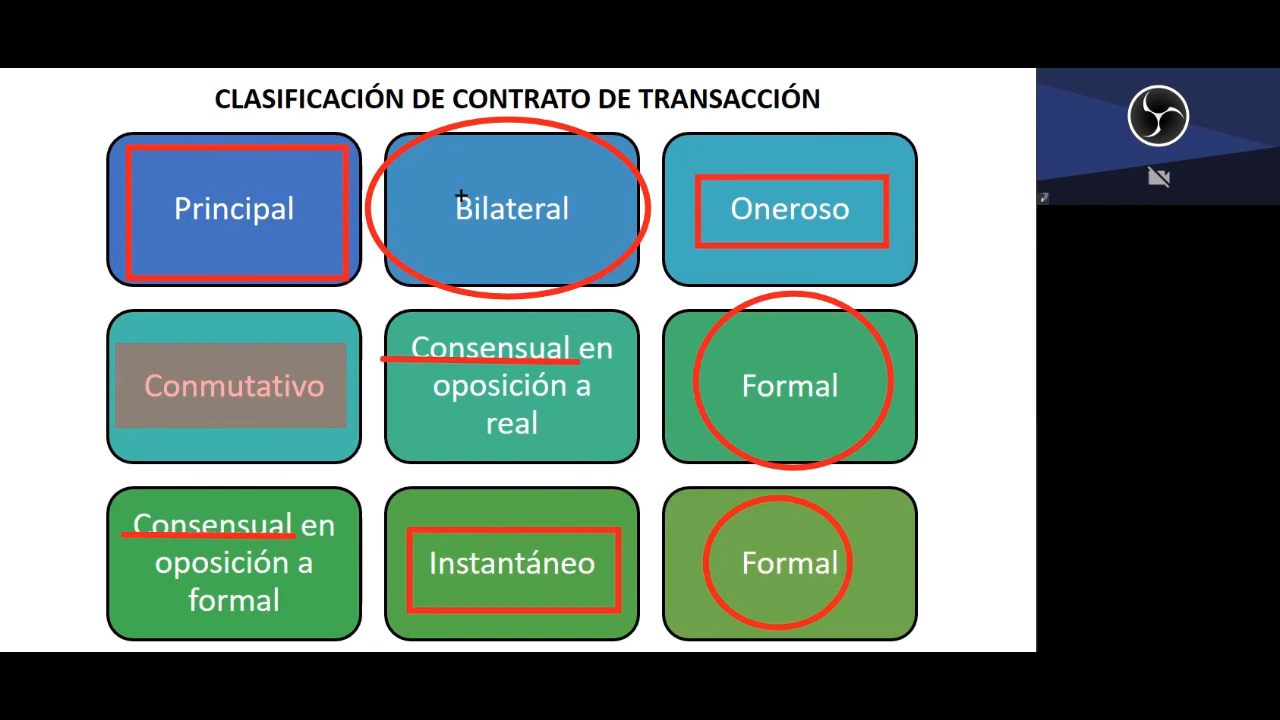 CLASIFICACIÓN DE CONTRATO DE TRANSACCIÓN
Principal
Bilateral
Oneroso
Conmutativo
Consensual en
oposición a
real
Formal
Consensual en
oposición a
formal
Instantáneo
Formal